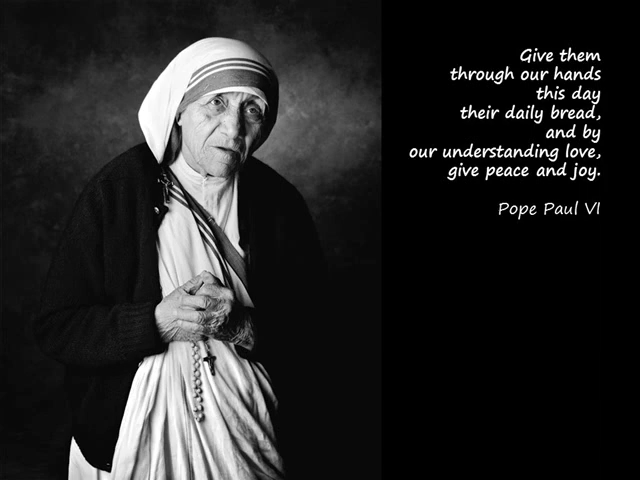 Give them
through our hands
this day
their daily bread,
and by
our understanding love,
give peace and joy.
Pope Paul VI